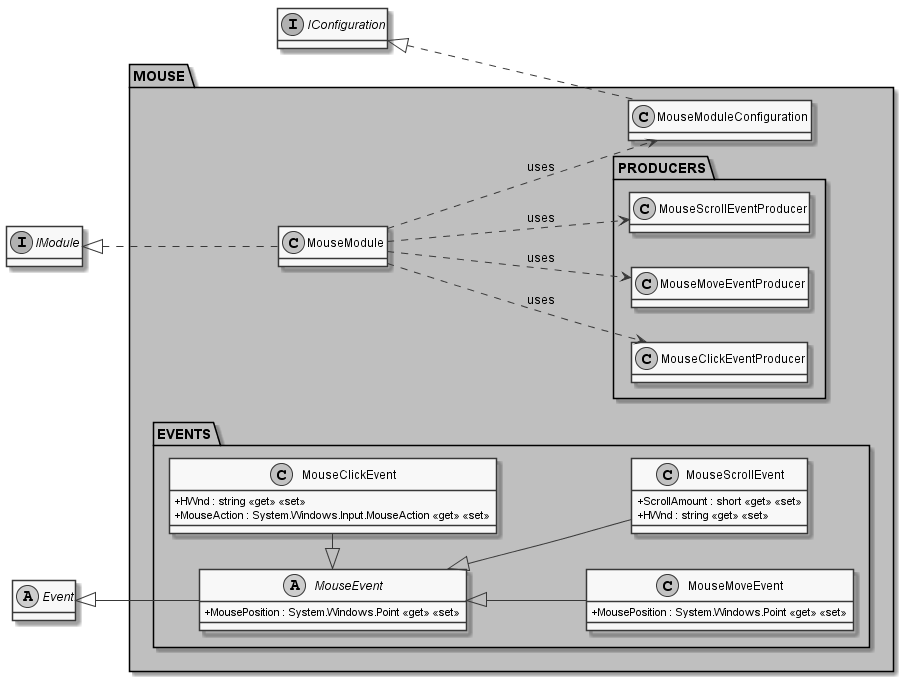 I IConfiguration
MOUSE
C MouseModuleConfiguration
uses
PRODUCERS
C MouseScrollEventProducer
uses
I IModule
C MouseModule
uses
C MouseMoveEventProducer
uses
C MouseClickEventProducer
EVENTS
C MouseClickEvent
+HWnd : string «get» «set»
+MouseAction : System.Windows.Input.MouseAction «get» «set»
C MouseScrollEvent
+ScrollAmount : short «get» «set»
+HWnd : string «get» «set»
A Event
A MouseEvent
+MousePosition : System.Windows.Point «get» «set»
C MouseMoveEvent
+MousePosition : System.Windows.Point «get» «set»